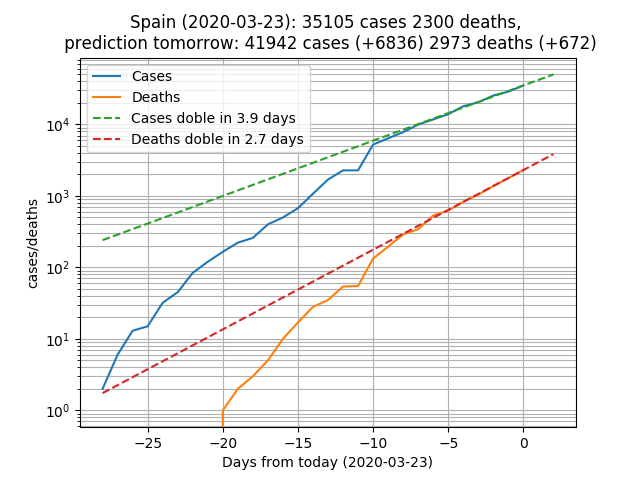 Spain (2020-03-23): 35105 cases 2300 deaths,
prediction tomorrow: 41942 cases (+6836) 2973 deaths (+672)
Cases
Deaths
Cases doble in 3.9 days
Deaths doble in 2.7 days
cases/deaths
10⁴
10³
10²
10¹
10⁰
−25 −20 −15 −10 −5 0
Days from today (2020-03-23)